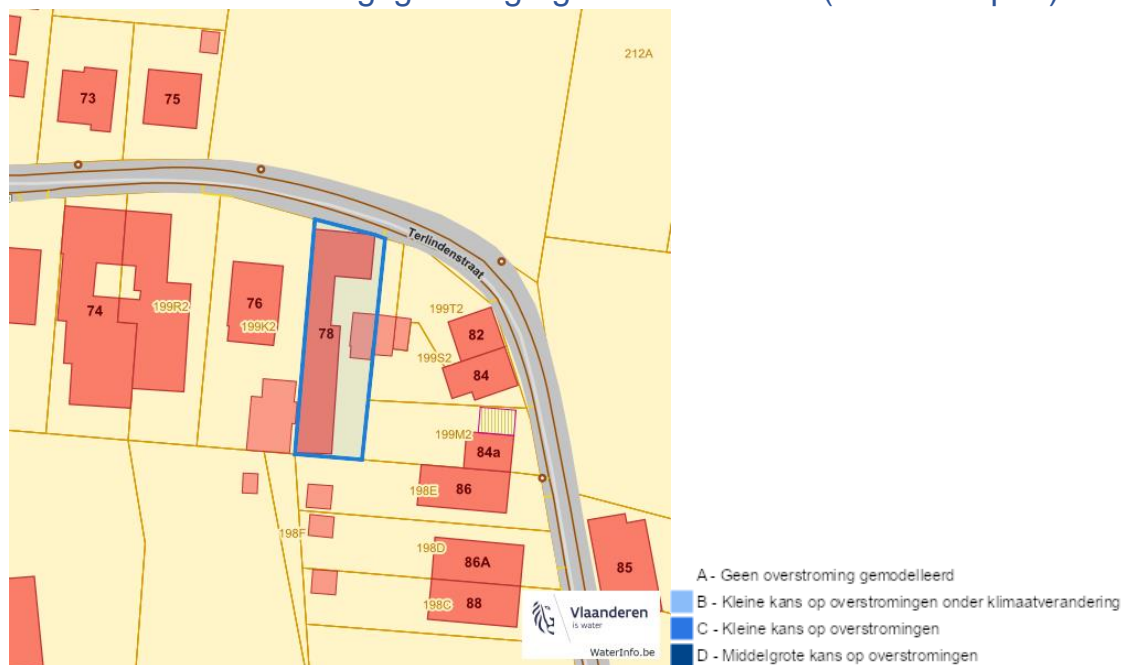 212A
73
75
Terlindenstraat
74
199R2
76
199K2
78
199T2
82
199S2
84
199M2
84a
198E
86
198F
198D
86A
85
198C
88
Vlaanderen
is water
WaterInfo.be
A - Geen overstroming gemodelleerd
B - Kleine kans op overstromingen onder klimaatverandering
C - Kleine kans op overstromingen
D - Middelgrote kans op overstromingen